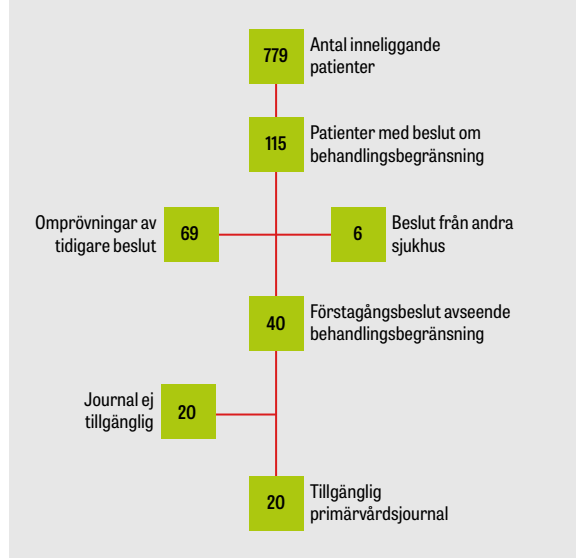 779
Antal inneliggande
patienter
115
Patienter med beslut om
behandlingsbegränsning
Omprövningar av
tidigare beslut
69
6
Beslut från andra
sjukhus
40
Förstagångsbeslut avseende
behandlingsbegränsning
Journal ej
tillgänglig
20
20
Tillgänglig
primärvårdsjournal